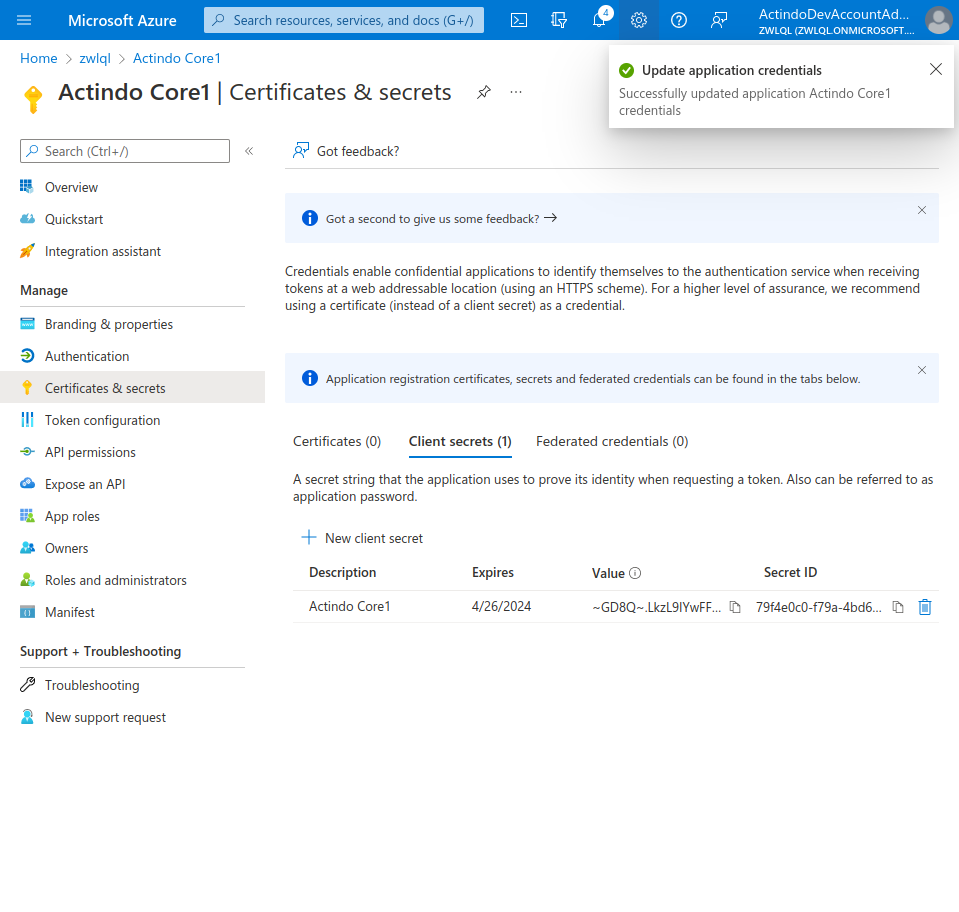 Microsoft Azure
Search resources, services, and docs (G+/)
4
ActindoDevAccountAd...
ZWLQL (ZWLQL.ONMICROSOFT....
Home > zwlql > Actindo Core1
Update application credentials
Successfully updated application Actindo Core1
credentials
Actindo Core1 | Certificates & secrets
Search (Ctrl+/)
Overview
Quickstart
Integration assistant
Manage
Branding & properties
Authentication
Certificates & secrets
Token configuration
API permissions
Expose an API
App roles
Owners
Roles and administrators
Manifest
Support + Troubleshooting
Troubleshooting
New support request
Got feedback?
Got a second to give us some feedback?
Credentials enable confidential applications to identify themselves to the authentication service when receiving
tokens at a web addressable location (using an HTTPS scheme). For a higher level of assurance, we recommend
using a certificate (instead of a client secret) as a credential.
Application registration certificates, secrets and federated credentials can be found in the tabs below.
Certificates (0) Client secrets (1) Federated credentials (0)
A secret string that the application uses to prove its identity when requesting a token. Also can be referred to as
application password.
New client secret
Description Expires Value Secret ID
Actindo Core1 4/26/2024 ~GD8Q~.LkzL9IYwFF... 79f4e0c0-f79a-4bd6...